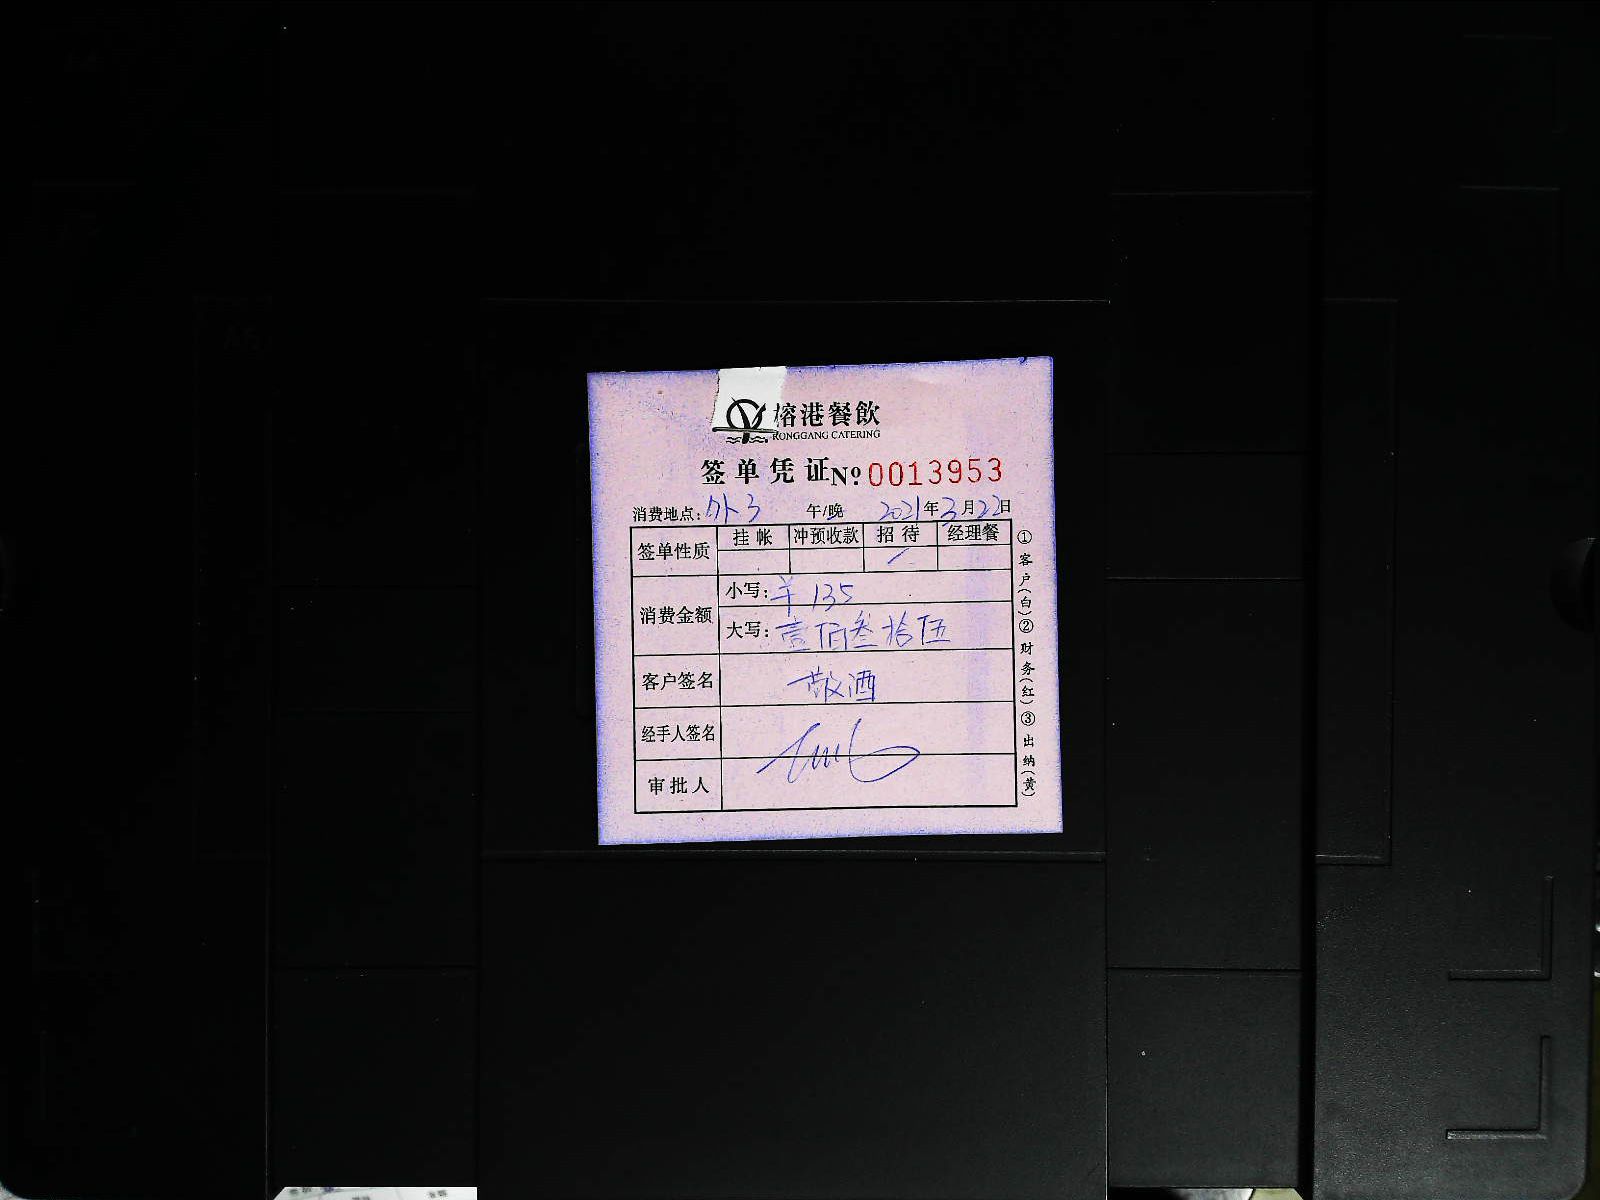 榕港餐飲
RONGGANG CATERING
签单凭证№ 0013953
消费地点: 外3 午/晚 2021年3月22日
签单性质 挂帐 冲预收款 招待 经理餐
消费金额
小写: ¥135
大写: 壹佰叁拾伍
客户签名 敬酒
经手人签名
审批人
①客户(白)②财务(红)③出纳(黄)